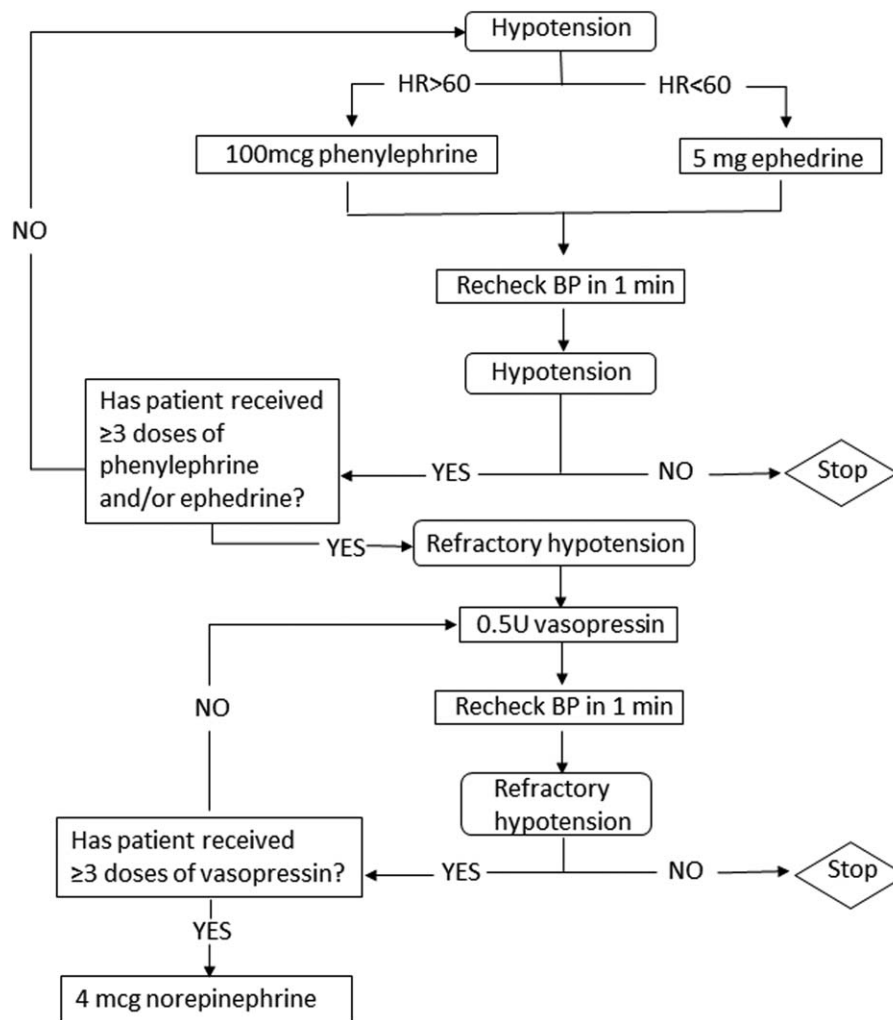 Hypotension
HR>60
HR<60
100mcg phenylephrine
5 mg ephedrine
NO
Recheck BP in 1 min
Hypotension
Has patient received
≥3 doses of
phenylephrine
and/or ephedrine?
YES
NO
Stop
YES
Refractory hypotension
0.5U vasopressin
NO
Recheck BP in 1 min
Refractory
hypotension
Has patient received
≥3 doses of vasopressin?
YES
NO
Stop
YES
4 mcg norepinephrine